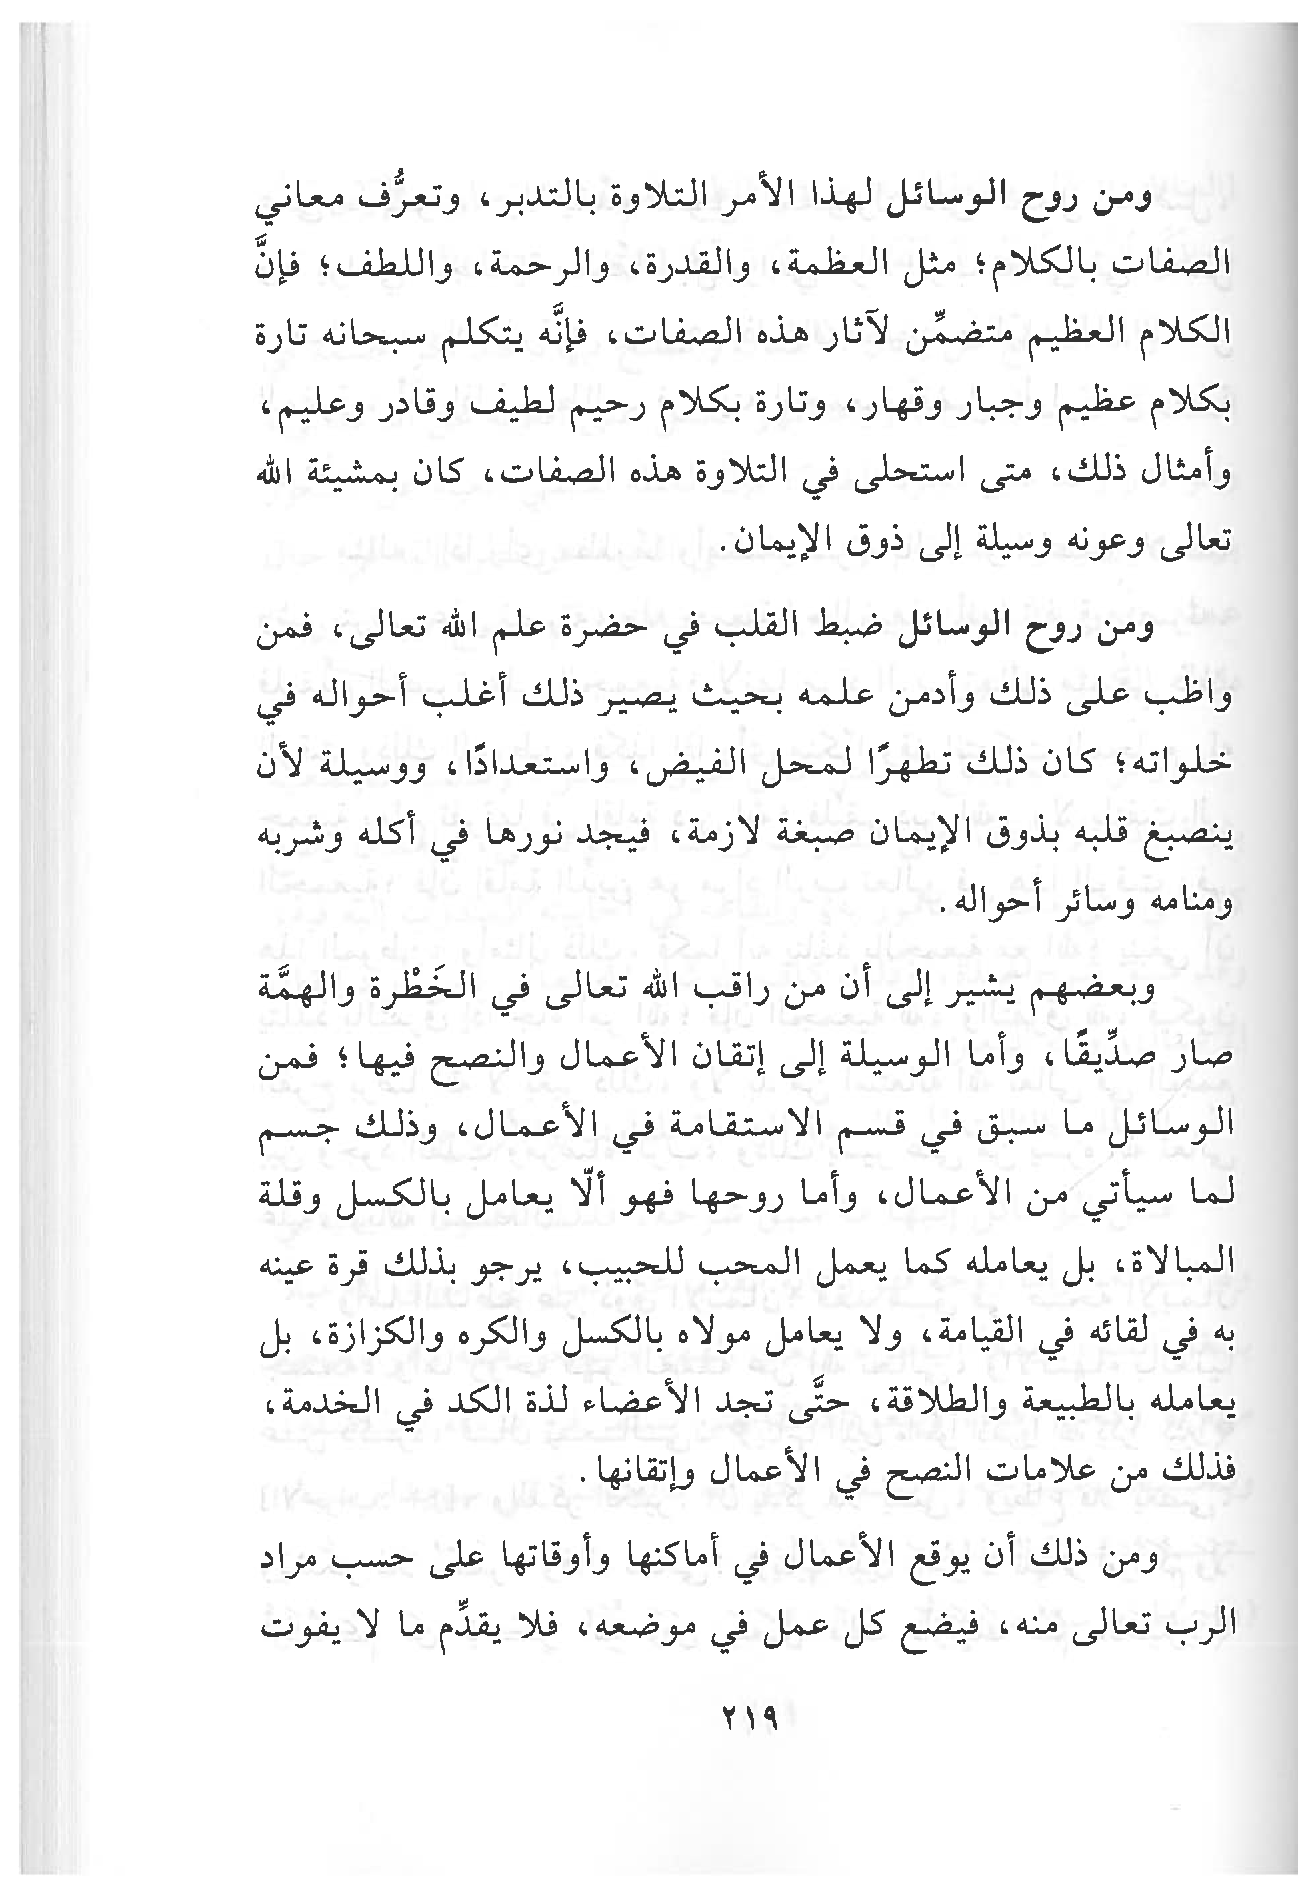 ومن روح الوسائل لهذا الأمر التلاوة بالتدبر، وتعرُّف معاني
الصفات بالكلام؛ مثل العظمة، والقدرة، والرحمة، واللطف؛ فإنَّ
الكلام العظيم متضمِّن لآثار هذه الصفات، فإنَّه يتكلم سبحانه تارة
بكلام عظيم وجبار وقهار، وتارة بكلام رحيم لطيف وقادر وعليم،
وأمثال ذلك، متى استحلى في التلاوة هذه الصفات، كان بمشيئة الله
تعالى وعونه وسيلة إلى ذوق الإيمان.
ومن روح الوسائل ضبط القلب في حضرة علم الله تعالى، فمن
واظب على ذلك وأدمن علمه بحيث يصير ذلك أغلب أحواله في
خلواته؛ كان ذلك تطهرًا لمحل الفيض، واستعدادًا، ووسيلة لأن
ينصبغ قلبه بذوق الإيمان صبغة لازمة، فيجد نورها في أكله وشربه
ومنامه وسائر أحواله.
وبعضهم يشير إلى أن من راقب الله تعالى في الخَطْرة والهمَّة
صار صدِّيقًا، وأما الوسيلة إلى إتقان الأعمال والنصح فيها؛ فمن
الوسائل ما سبق في قسم الاستقامة في الأعمال، وذلك جسم
لما سيأتي من الأعمال، وأما روحها فهو ألّا يعامل بالكسل وقلة
المبالاة، بل يعامله كما يعمل المحب للحبيب، يرجو بذلك قرة عينه
به في لقائه في القيامة، ولا يعامل مولاه بالكسل والكره والكزازة، بل
يعامله بالطبيعة والطلاقة، حتَّى تجد الأعضاء لذة الكد في الخدمة،
فذلك من علامات النصح في الأعمال وإتقانها.
ومن ذلك أن يوقع الأعمال في أماكنها وأوقاتها على حسب مراد
الرب تعالى منه، فيضع كل عمل في موضعه، فلا يقدِّم ما لا يفوت
٢١٩